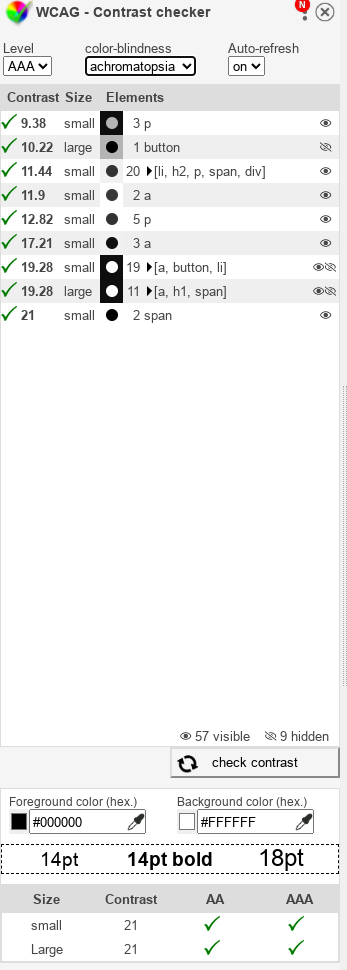 WCAG - Contrast checker
N
Level color-blindness Auto-refresh
AAA achromatopsia on
Contrast Size Elements
9.38 small 3 p
10.22 large 1 button
11.44 small 20 [li, h2, p, span, div]
11.9 small 2 a
12.82 small 5 p
17.21 small 3 a
19.28 small 19 [a, button, li]
19.28 large 11 [a, h1, span]
21 small 2 span
57 visible 9 hidden
check contrast
Foreground color (hex.) Background color (hex.)
#000000 #FFFFFF
14pt 14pt bold 18pt
Size Contrast AA AAA
small 21
Large 21